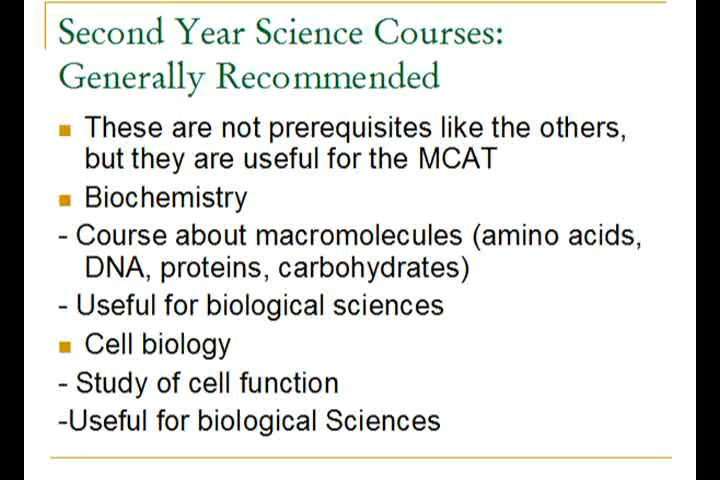 Second Year Science Courses:
Generally Recommended
These are not prerequisites like the others,
but they are useful for the MCAT
Biochemistry
- Course about macromolecules (amino acids,
DNA, proteins, carbohydrates)
- Useful for biological sciences
Cell biology
- Study of cell function
-Useful for biological Sciences